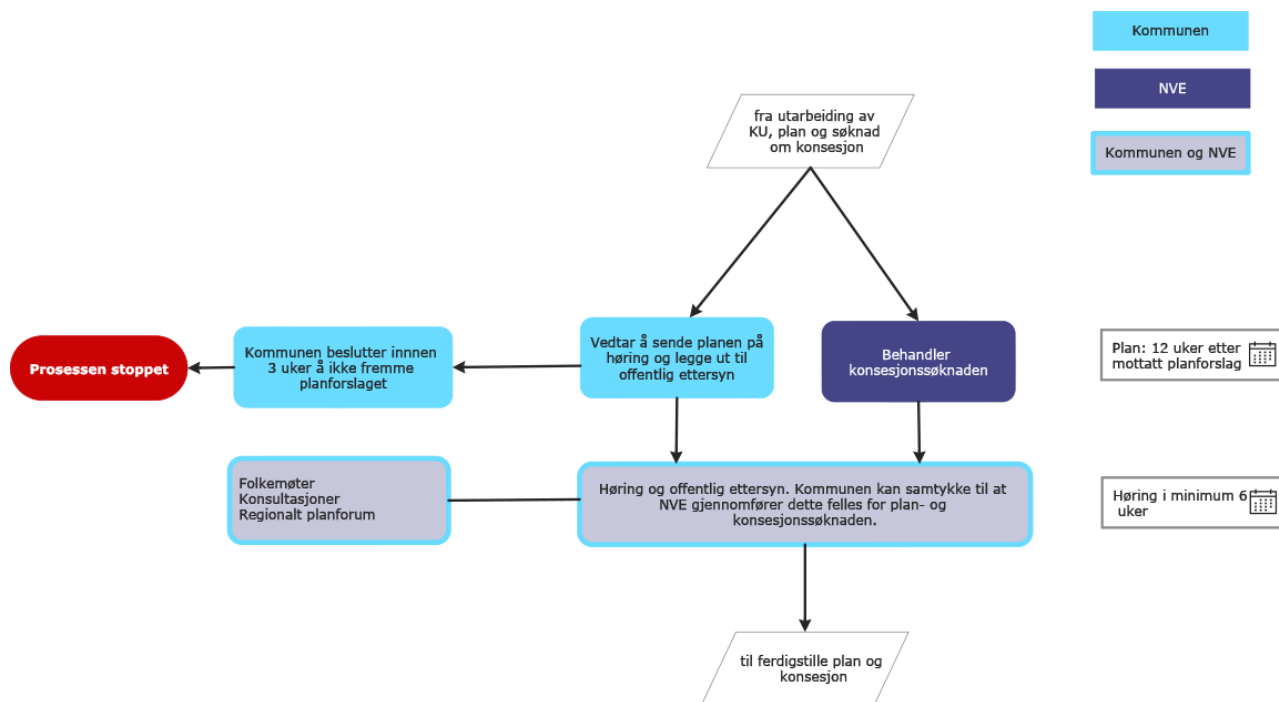 Kommunen
NVE
Kommunen og NVE
fra utarbeiding av
KU, plan og søknad
om konsesjon
Prosessen stoppet
Kommunen beslutter innnen
3 uker å ikke fremme
planforslaget
Vedtar å sende planen på
høring og legge ut til
offentlig ettersyn
Behandler
konsesjonssøknaden
Plan: 12 uker etter
mottatt planforslag
Folkemøter
Konsultasjoner
Regionalt planforum
Høring og offentlig ettersyn. Kommunen kan samtykke til at
NVE gjennomfører dette felles for plan- og
konsesjonssøknaden.
Høring i minimum 6
uker
til ferdigstille plan og
konsesjon